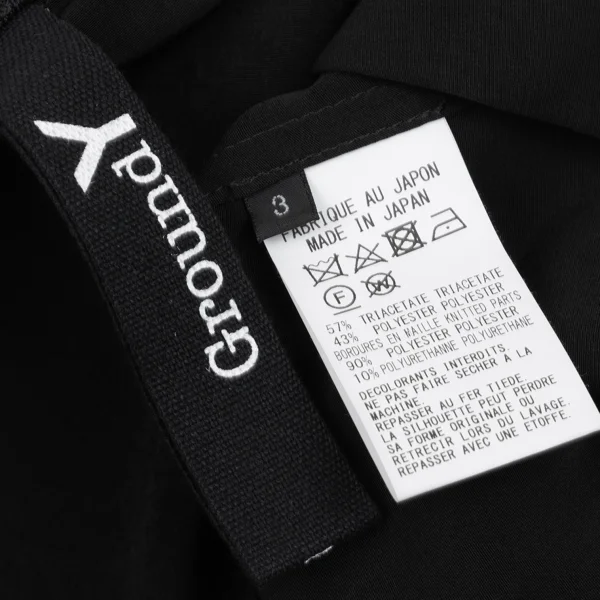 GroundY
3
FABRIQUE AU JAPON
MADE IN JAPAN
F
W
57% TRIACETATE TRIACETATE
43% POLYESTER POLYESTER
BORDURES EN MAILLE KNITTED PARTS
90% POLYESTER POLYESTER
10% POLYURETHANNE POLYURETHANE
DECOLORANTS INTERDITS.
NE PAS FAIRE SECHER À LA
MACHINE.
REPASSER AU FER TIEDE
LA SILHOUETTE PEUT PERDRE
SA FORME ORIGINALE OU
RETRECIR LORS DU LAVAGE.
REPASSER AVEC UNE ETOFFE.